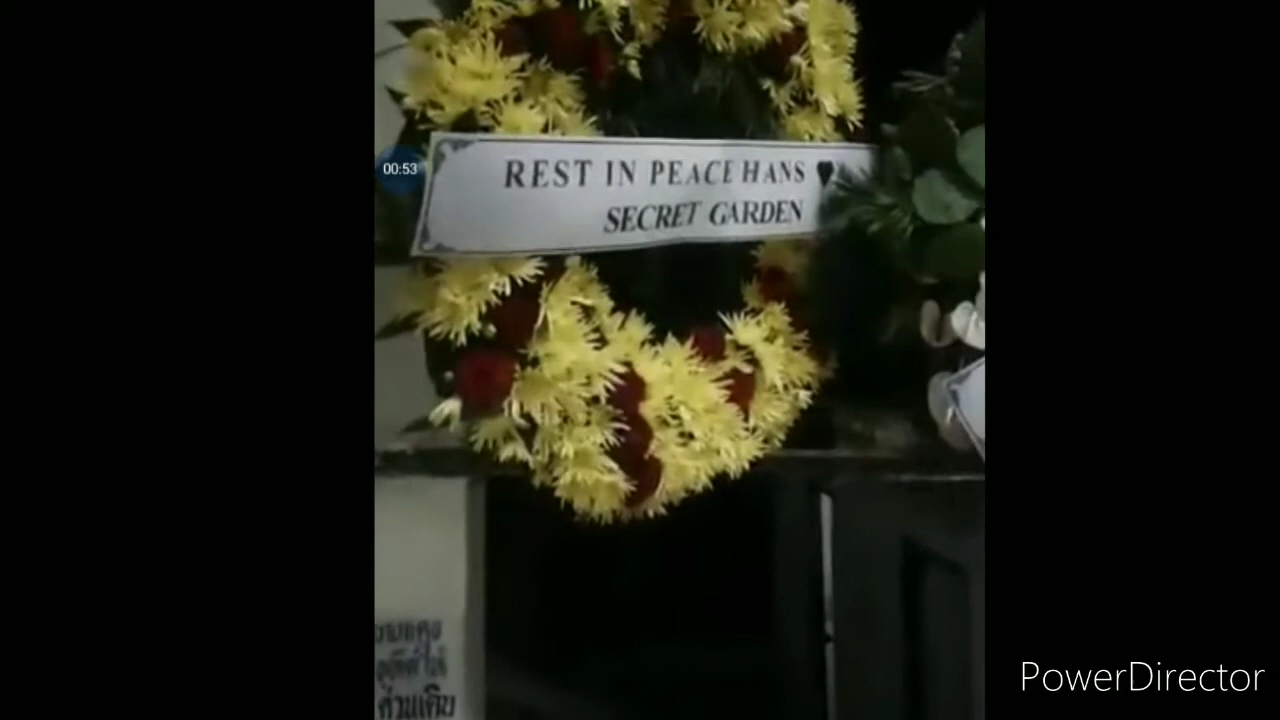 00:53
REST IN PEACE HANS ♥
SECRET GARDEN
PowerDirector